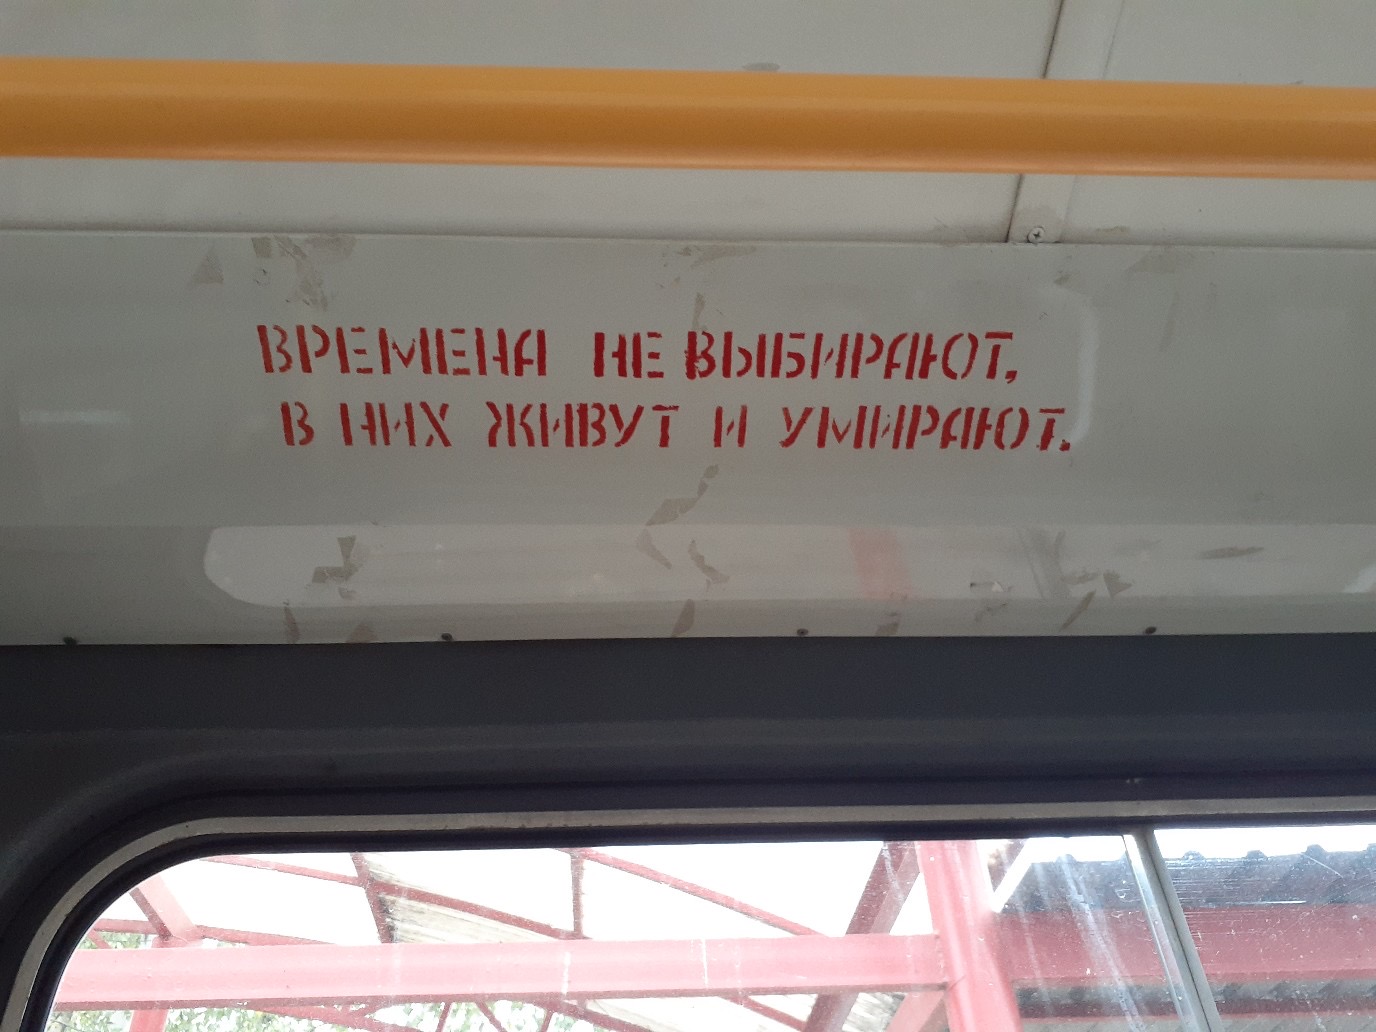 ВРЕМЕНА НЕ ВЫБИРАЮТ,
В НИХ ЖИВУТ И УМИРАЮТ.